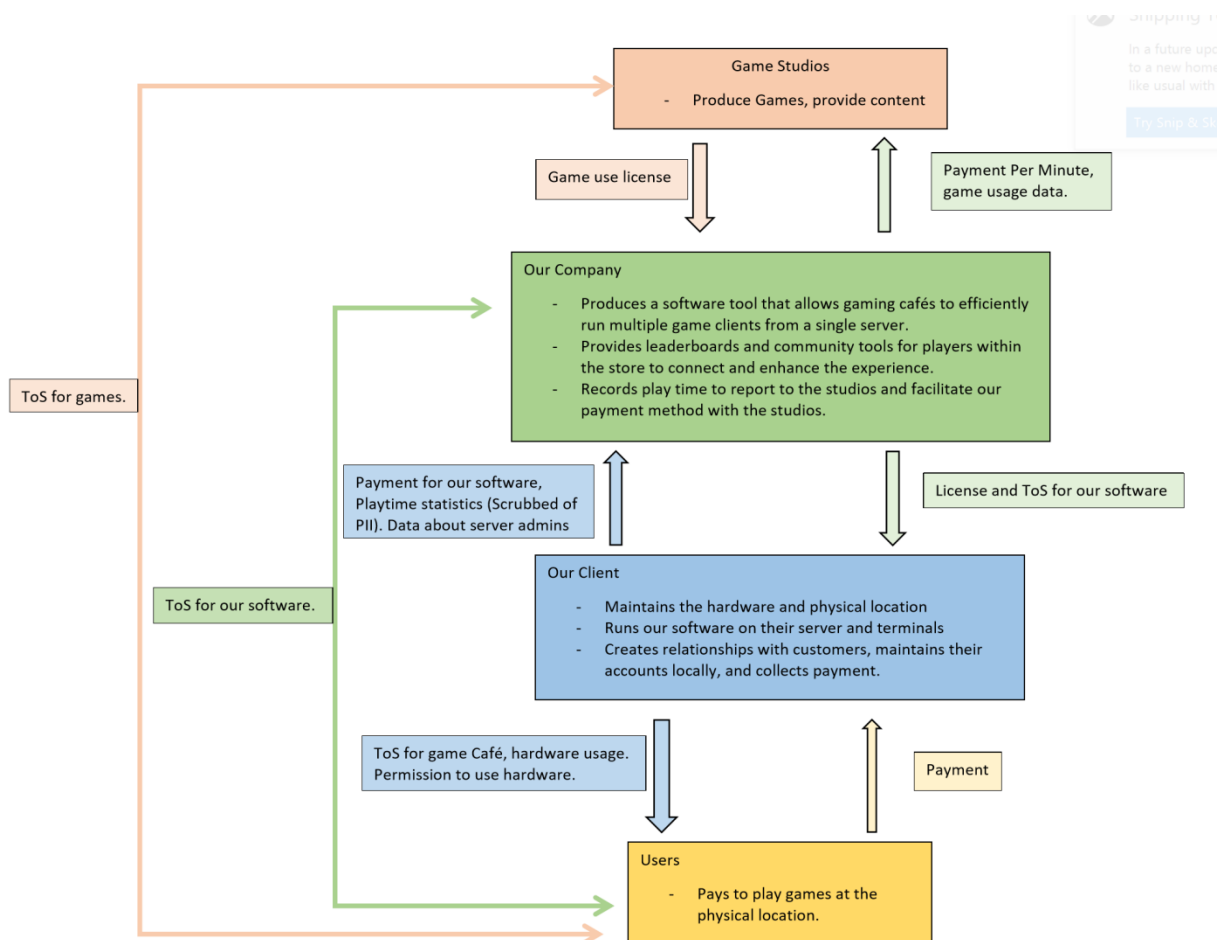 Snipping
In a future
to a new home
like usual with
Try Snip &
Game Studios
- Produce Games, provide content
Game use license
Payment Per Minute,
game usage data.
Our Company
- Produces a software tool that allows gaming cafés to efficiently
run multiple game clients from a single server.
- Provides leaderboards and community tools for players within
the store to connect and enhance the experience.
- Records play time to report to the studios and facilitate our
payment method with the studios.
ToS for games.
Payment for our software,
Playtime statistics (Scrubbed of
PII). Data about server admins
License and ToS for our software
Our Client
- Maintains the hardware and physical location
- Runs our software on their server and terminals
- Creates relationships with customers, maintains their
accounts locally, and collects payment.
ToS for our software.
ToS for game Café, hardware usage.
Permission to use hardware.
Payment
Users
- Pays to play games at the
physical location.